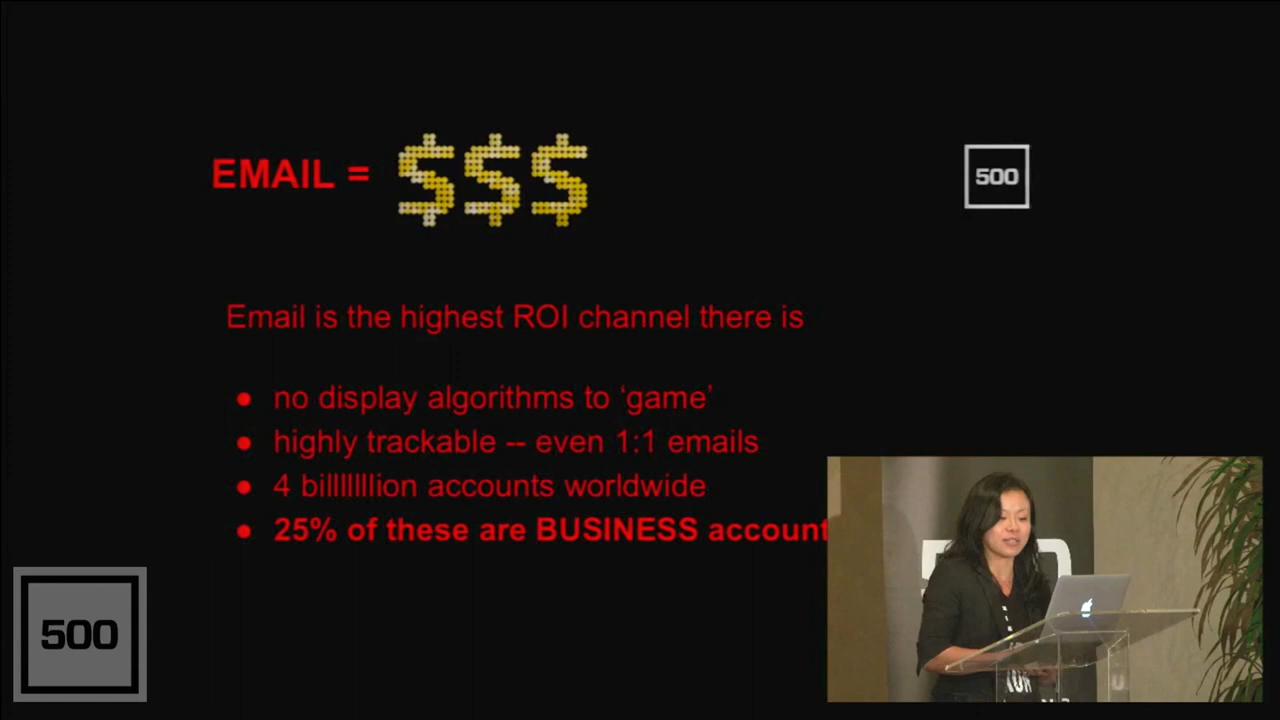 EMAIL = $$$
500
Email is the highest ROI channel there is
● no display algorithms to ‘game’
● highly trackable -- even 1:1 emails
● 4 billlllllion accounts worldwide
● 25% of these are BUSINESS account
500